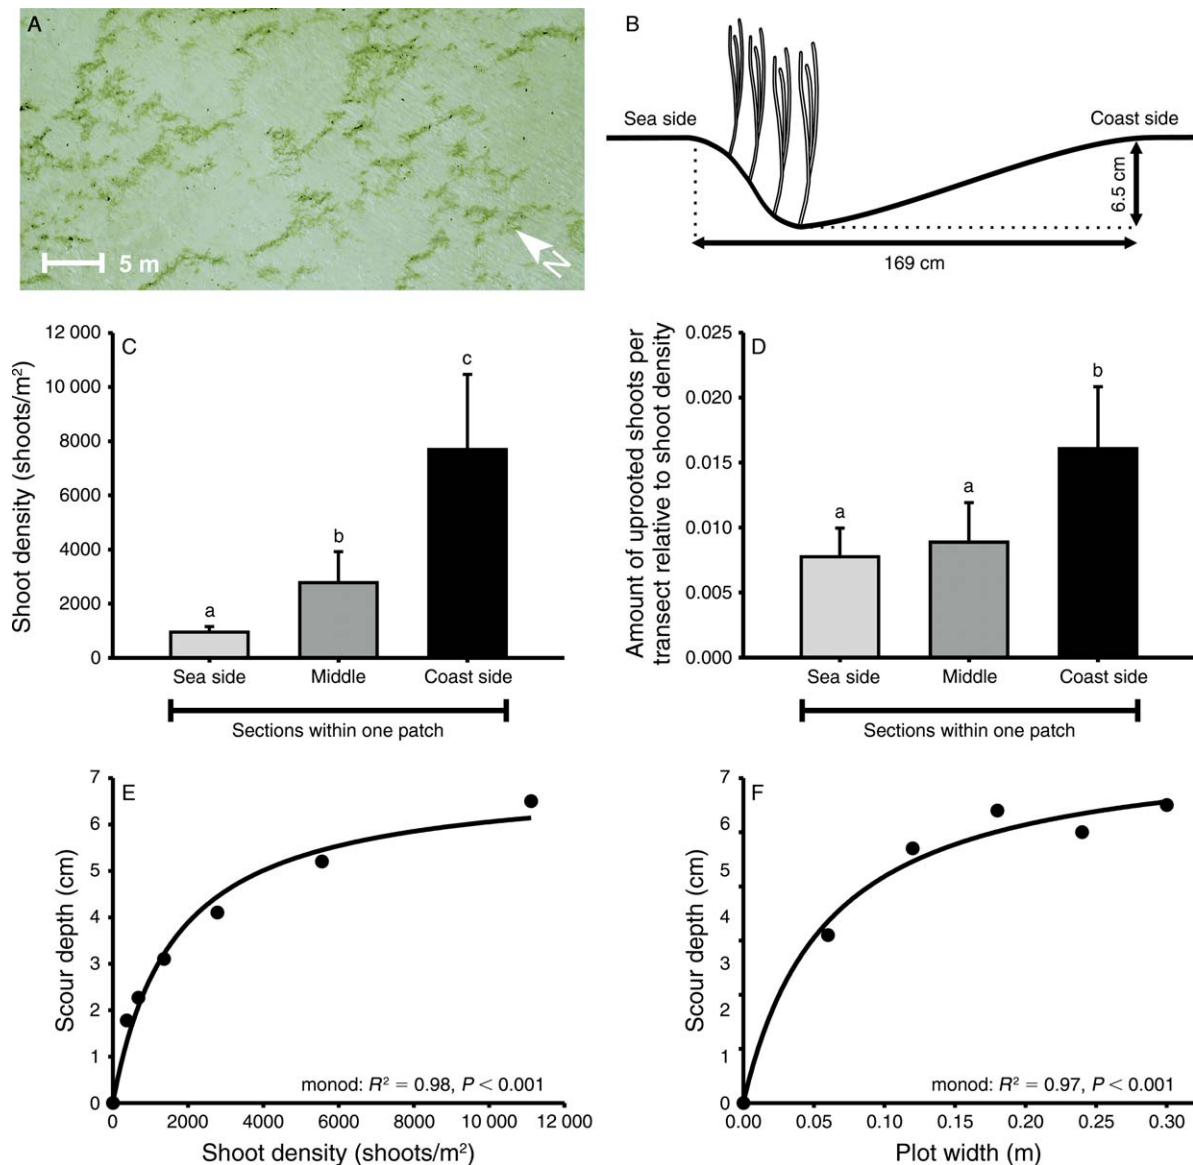 A
5 m
N
B
Sea side
Coast side
6.5 cm
169 cm
C
Shoot density (shoots/m²)
12 000
10 000
8000
6000
4000
2000
0
a
b
c
Sea side
Middle
Coast side
Sections within one patch
D
Amount of uprooted shoots per
transect relative to shoot density
0.025
0.020
0.015
0.010
0.005
0.000
a
a
b
Sea side
Middle
Coast side
Sections within one patch
E
Scour depth (cm)
7
6
5
4
3
2
1
0
monod: R² = 0.98, P < 0.001
0
2000
4000
6000
8000
10 000
12 000
Shoot density (shoots/m²)
F
Scour depth (cm)
7
6
5
4
3
2
1
0
monod: R² = 0.97, P < 0.001
0.00
0.05
0.10
0.15
0.20
0.25
0.30
Plot width (m)